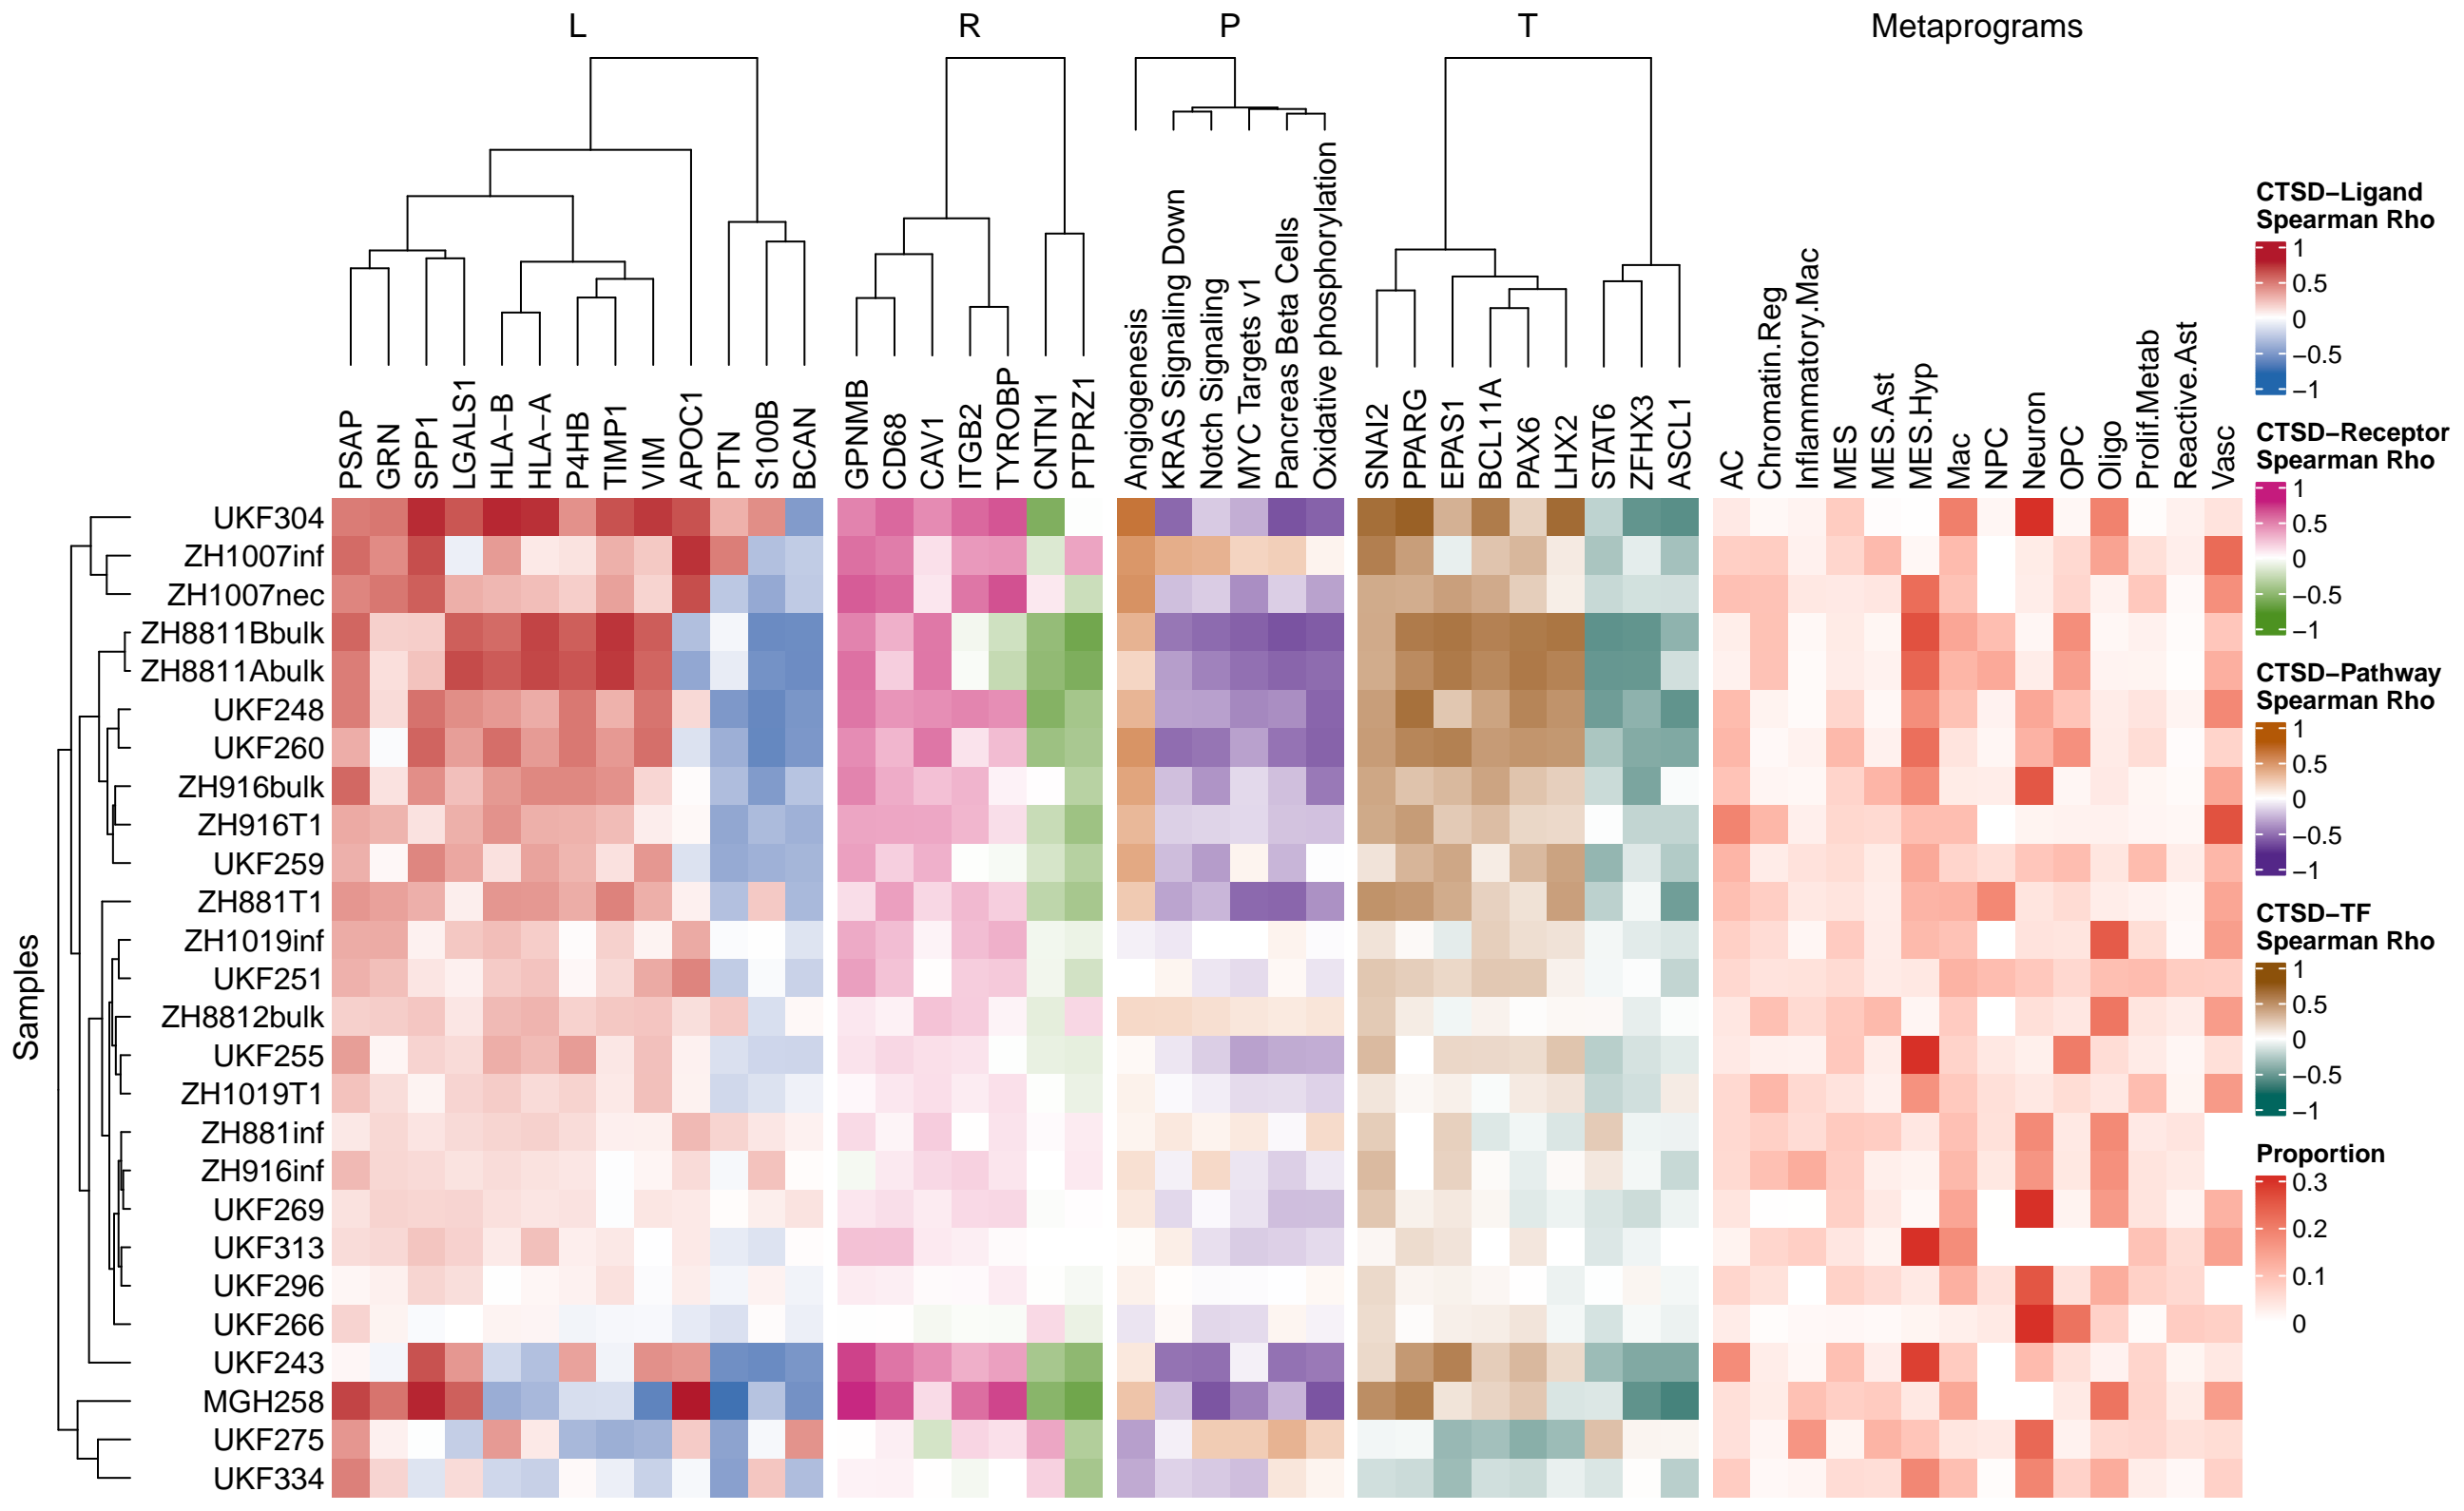 L R P T Metaprograms
PSAP GRN SPP1 LGALS1 HLA−B HLA−A P4HB TIMP1 VIM APOC1 PTN S100B BCAN
GPNMB CD68 CAV1 ITGB2 TYROBP CNTN1 PTPRZ1
Angiogenesis
KRAS Signaling Down
Notch Signaling
MYC Targets v1
Pancreas Beta Cells
Oxidative phosphorylation
SNAI2 PPARG EPAS1 BCL11A PAX6 LHX2 STAT6 ZFHX3 ASCL1
AC Chromatin.Reg Inflammatory.Mac MES MES.Ast MES.Hyp Mac NPC Neuron OPC Oligo Prolif.Metab Reactive.Ast Vasc
Samples
UKF304
ZH1007inf
ZH1007nec
ZH8811Bbulk
ZH8811Abulk
UKF248
UKF260
ZH916bulk
ZH916T1
UKF259
ZH881T1
ZH1019inf
UKF251
ZH8812bulk
UKF255
ZH1019T1
ZH881inf
ZH916inf
UKF269
UKF313
UKF296
UKF266
UKF243
MGH258
UKF275
UKF334
CTSD−Ligand
Spearman Rho
1
0.5
0
−0.5
−1
CTSD−Receptor
Spearman Rho
1
0.5
0
−0.5
−1
CTSD−Pathway
Spearman Rho
1
0.5
0
−0.5
−1
CTSD−TF
Spearman Rho
1
0.5
0
−0.5
−1
Proportion
0.3
0.2
0.1
0